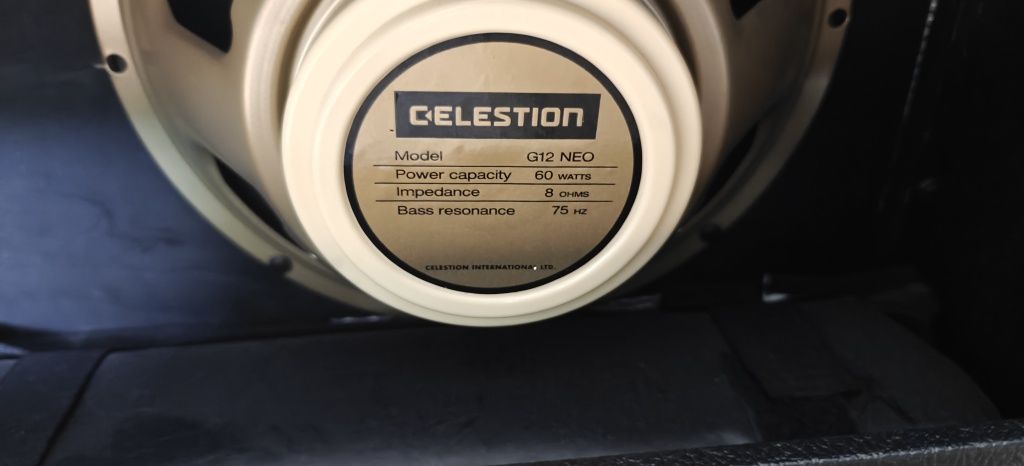 CELESTION
Model G12 NEO
Power capacity 60 WATTS
Impedance 8 OHMS
Bass resonance 75 HZ
CELESTION INTERNATIONAL LTD.